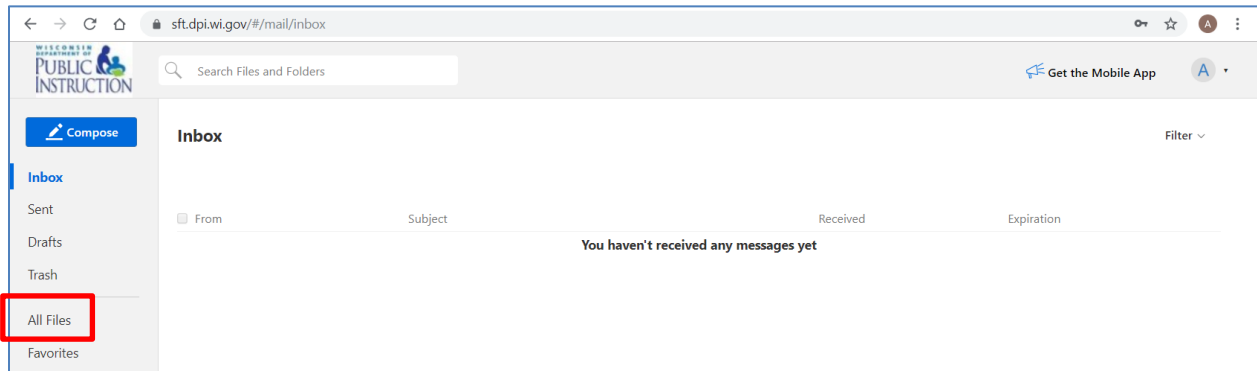 sft.dpi.wi.gov/#/mail/inbox
A
WISCONSIN
DEPARTMENT OF
PUBLIC
INSTRUCTION
Search Files and Folders
Get the Mobile App
A
Compose
Inbox
Filter
Inbox
Sent
From Subject Received Expiration
Drafts
You haven't received any messages yet
Trash
All Files
Favorites